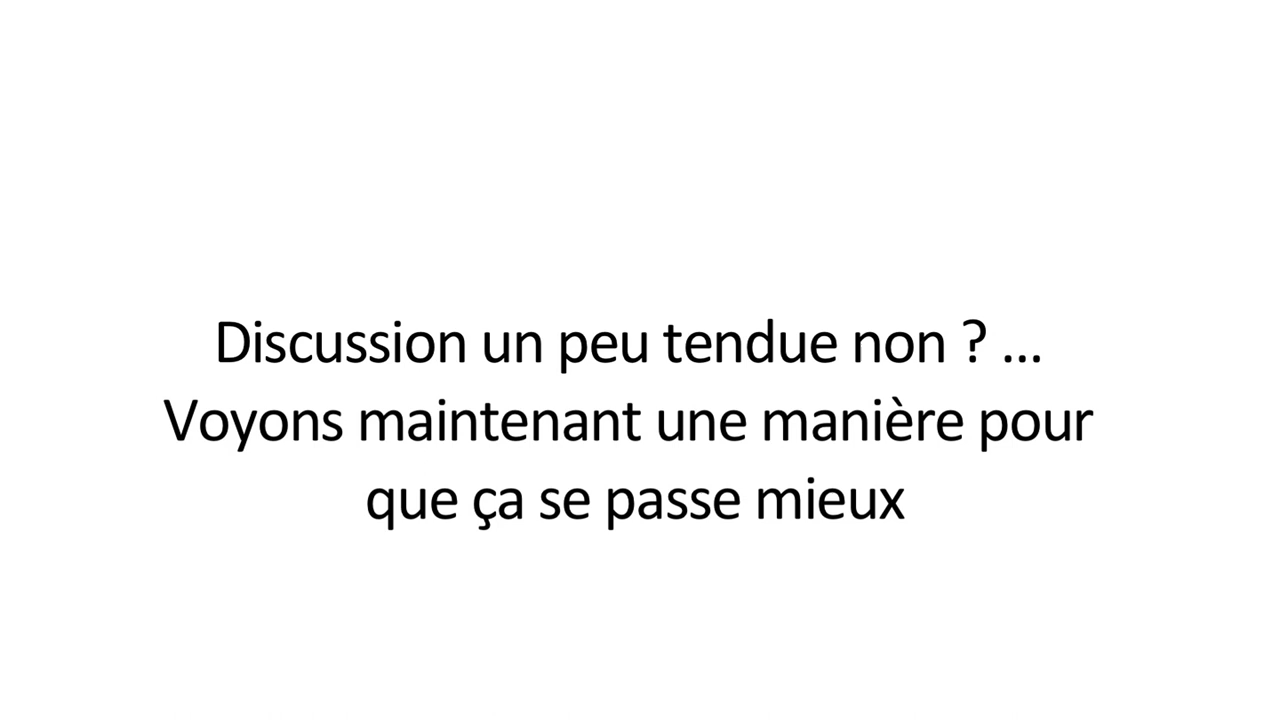 Discussion un peu tendue non ? ...
Voyons maintenant une manière pour
que ça se passe mieux